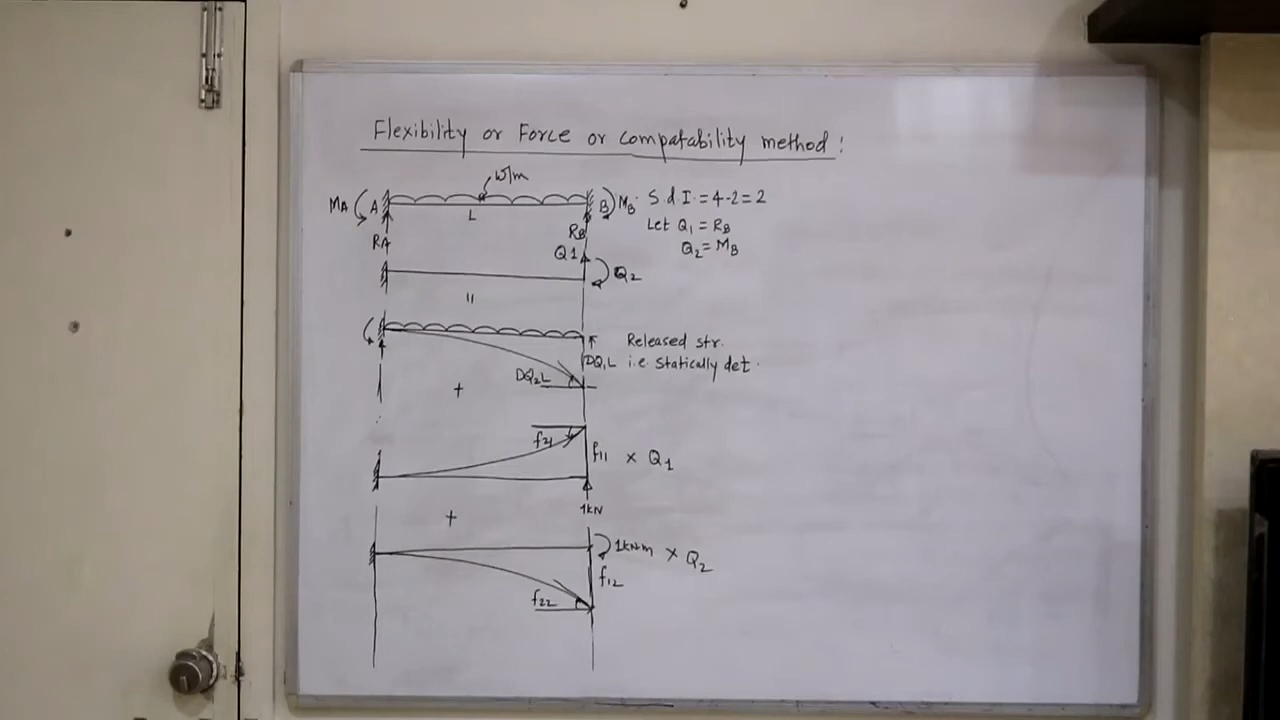 Flexibility or Force or compatability method :
w/m
MA A B MB S.d.I. = 4-2=2
L
RA RB Let Q1 = RB
Q2 = MB
Q1
Q2
=
Released str.
DQ1L i.e. Statically det.
DQ2L
+
f21 f11 x Q1
1kN
+
1kNm x Q2
f12
f22